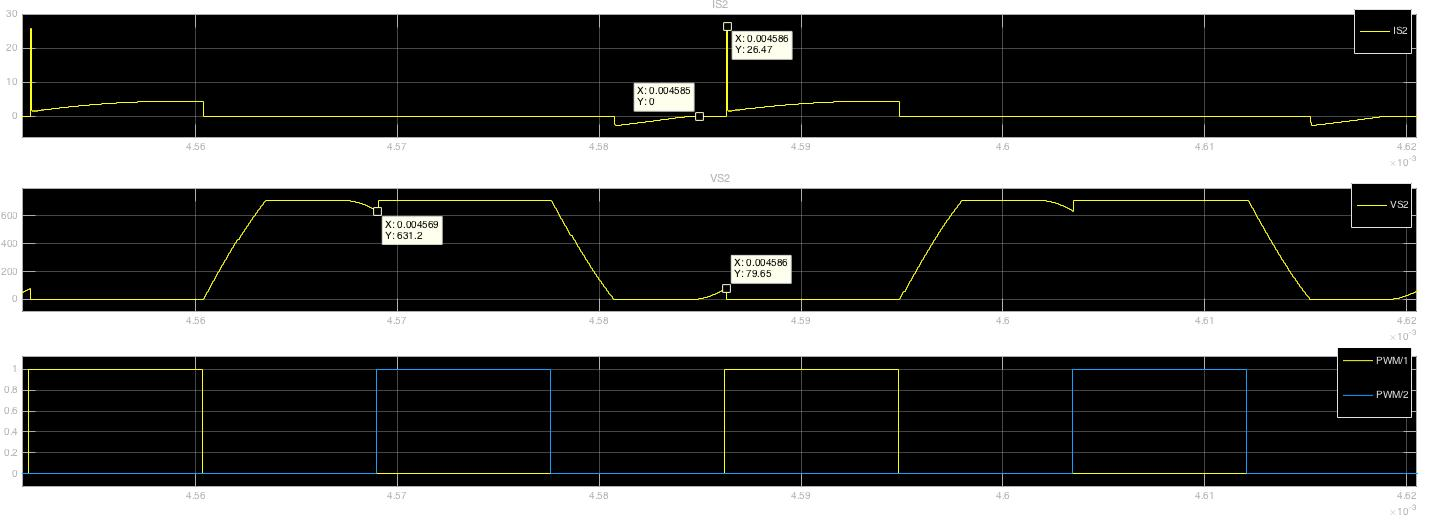 IS2
30
20
10
0
IS2
X: 0.004586
Y: 26.47
X: 0.004585
Y: 0
4.56
4.57
4.58
4.59
4.6
4.61
4.62
×10⁻³
VS2
600
400
200
0
VS2
X: 0.004569
Y: 631.2
X: 0.004586
Y: 79.65
4.56
4.57
4.58
4.59
4.6
4.61
4.62
×10⁻³
1
0.8
0.6
0.4
0.2
0
PWM/1
PWM/2
4.56
4.57
4.58
4.59
4.6
4.61
4.62
×10⁻³